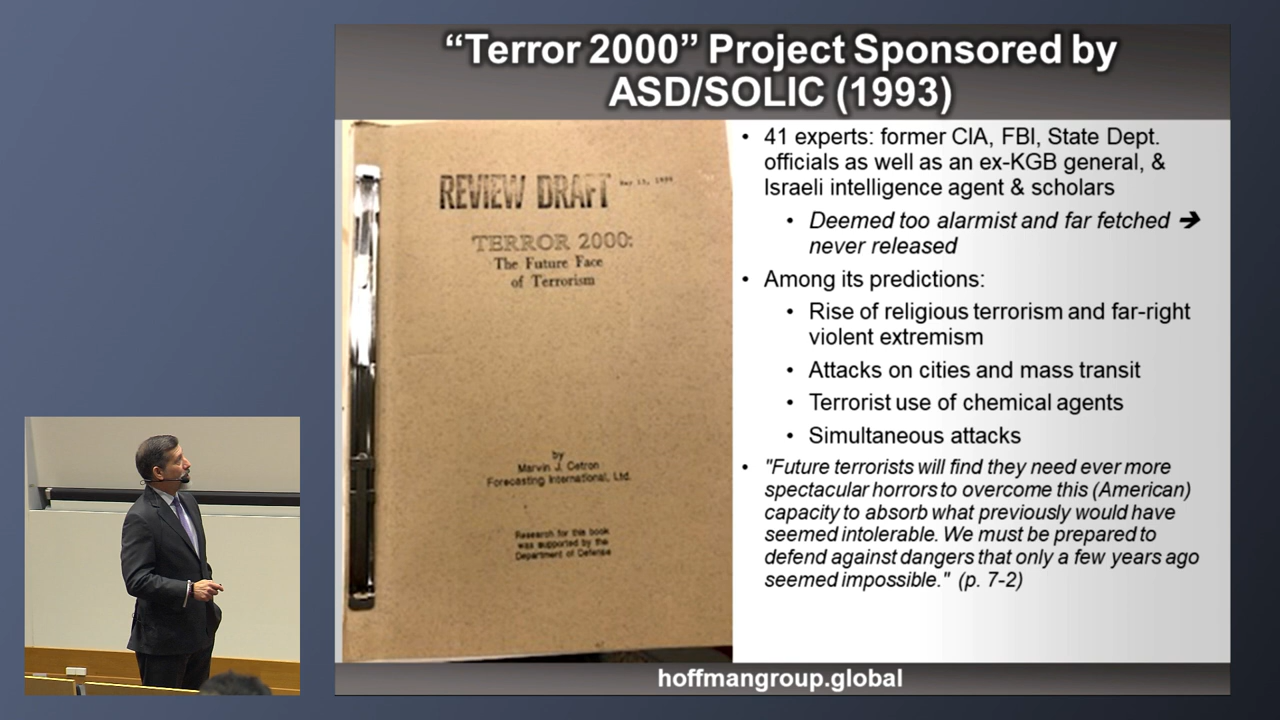 “Terror 2000” Project Sponsored by
ASD/SOLIC (1993)
REVIEW DRAFT
TERROR 2000:
The Future Face
of Terrorism
by
Marvin J. Cetron
Forecasting International, Ltd.
Research for this book
was supported by the
Department of Defense
• 41 experts: former CIA, FBI, State Dept.
officials as well as an ex-KGB general, &
Israeli intelligence agent & scholars
• Deemed too alarmist and far fetched ➔
never released
• Among its predictions:
• Rise of religious terrorism and far-right
violent extremism
• Attacks on cities and mass transit
• Terrorist use of chemical agents
• Simultaneous attacks
• "Future terrorists will find they need ever more
spectacular horrors to overcome this (American)
capacity to absorb what previously would have
seemed intolerable. We must be prepared to
defend against dangers that only a few years ago
seemed impossible." (p. 7-2)
hoffmangroup.global